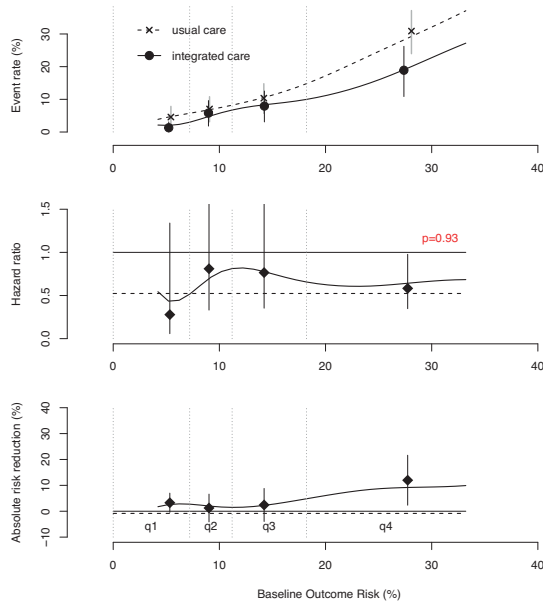 usual care
integrated care
Event rate (%)
30
20
10
0
0 10 20 30 40
p=0.93
Hazard ratio
1.5
1.0
0.5
0.0
0 10 20 30 40
Absolute risk reduction (%)
40
30
20
10
0
−10
q1 q2 q3 q4
0 10 20 30 40
Baseline Outcome Risk (%)